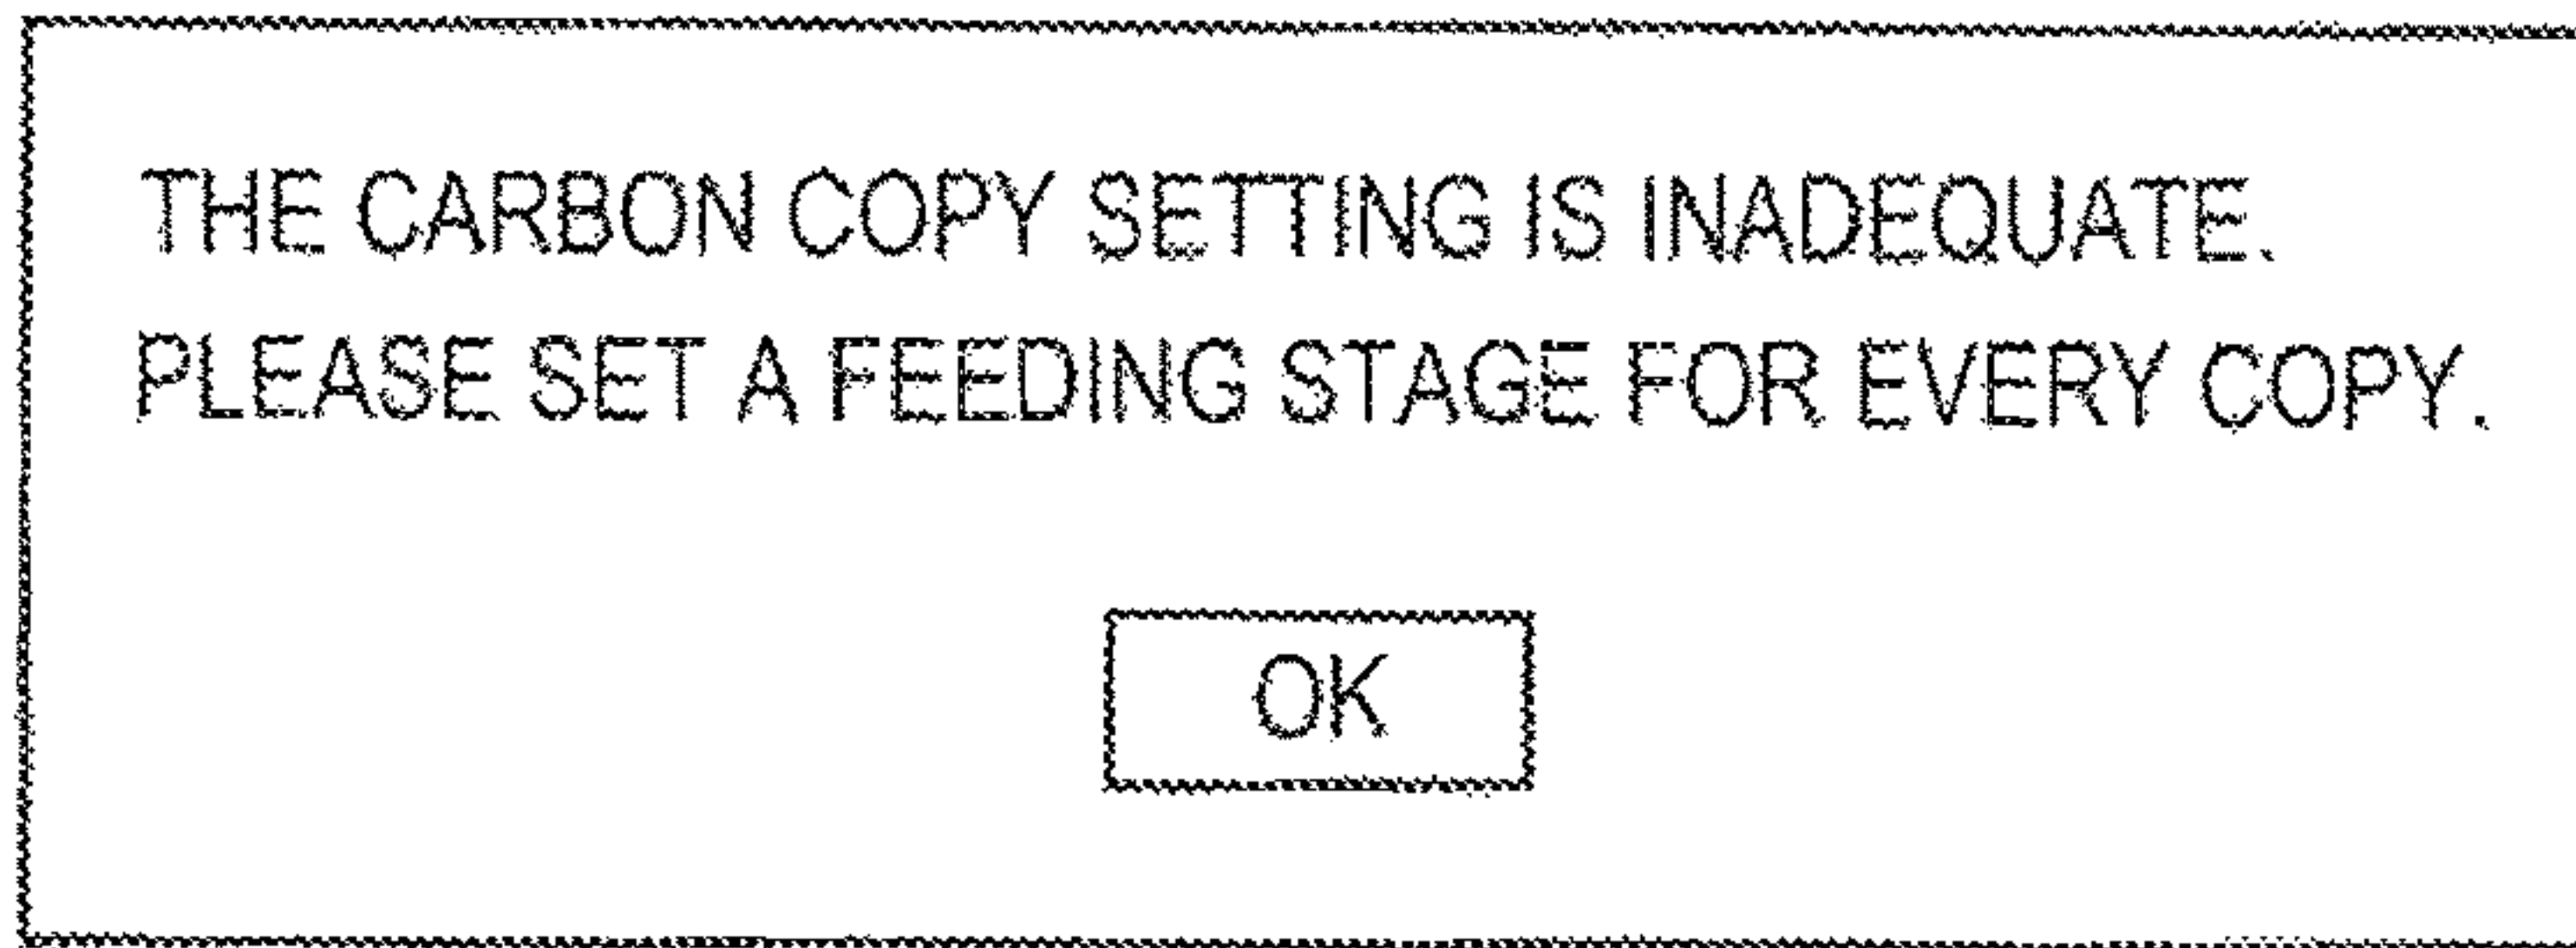 THE CARBON COPY SETTING IS INADEQUATE.
PLEASE SET A FEEDING STAGE FOR EVERY COPY.
OK